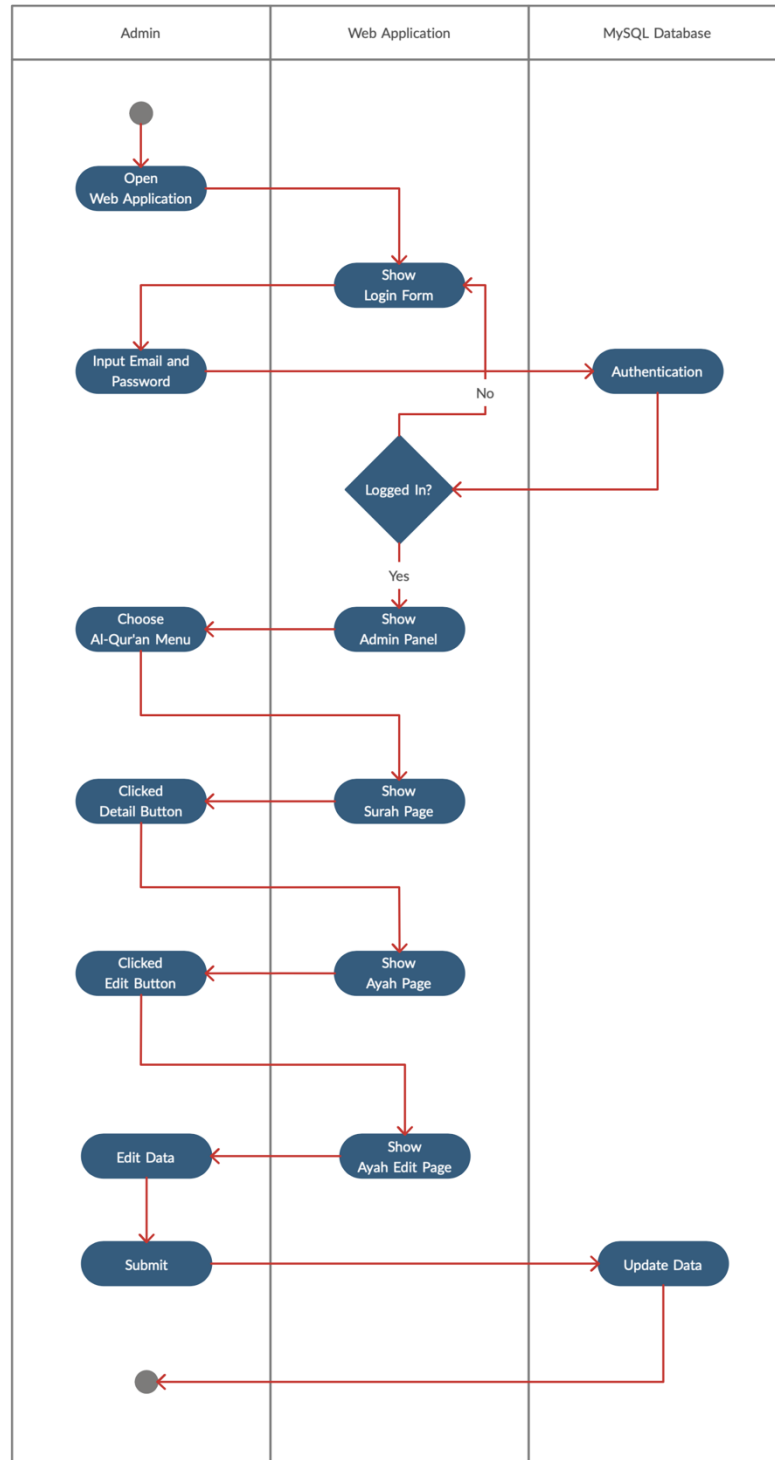 Admin
Web Application
MySQL Database
Open
Web Application
Show
Login Form
Input Email and
Password
Authentication
No
Logged In?
Yes
Choose
Al-Qur'an Menu
Show
Admin Panel
Clicked
Detail Button
Show
Surah Page
Clicked
Edit Button
Show
Ayah Page
Edit Data
Show
Ayah Edit Page
Submit
Update Data